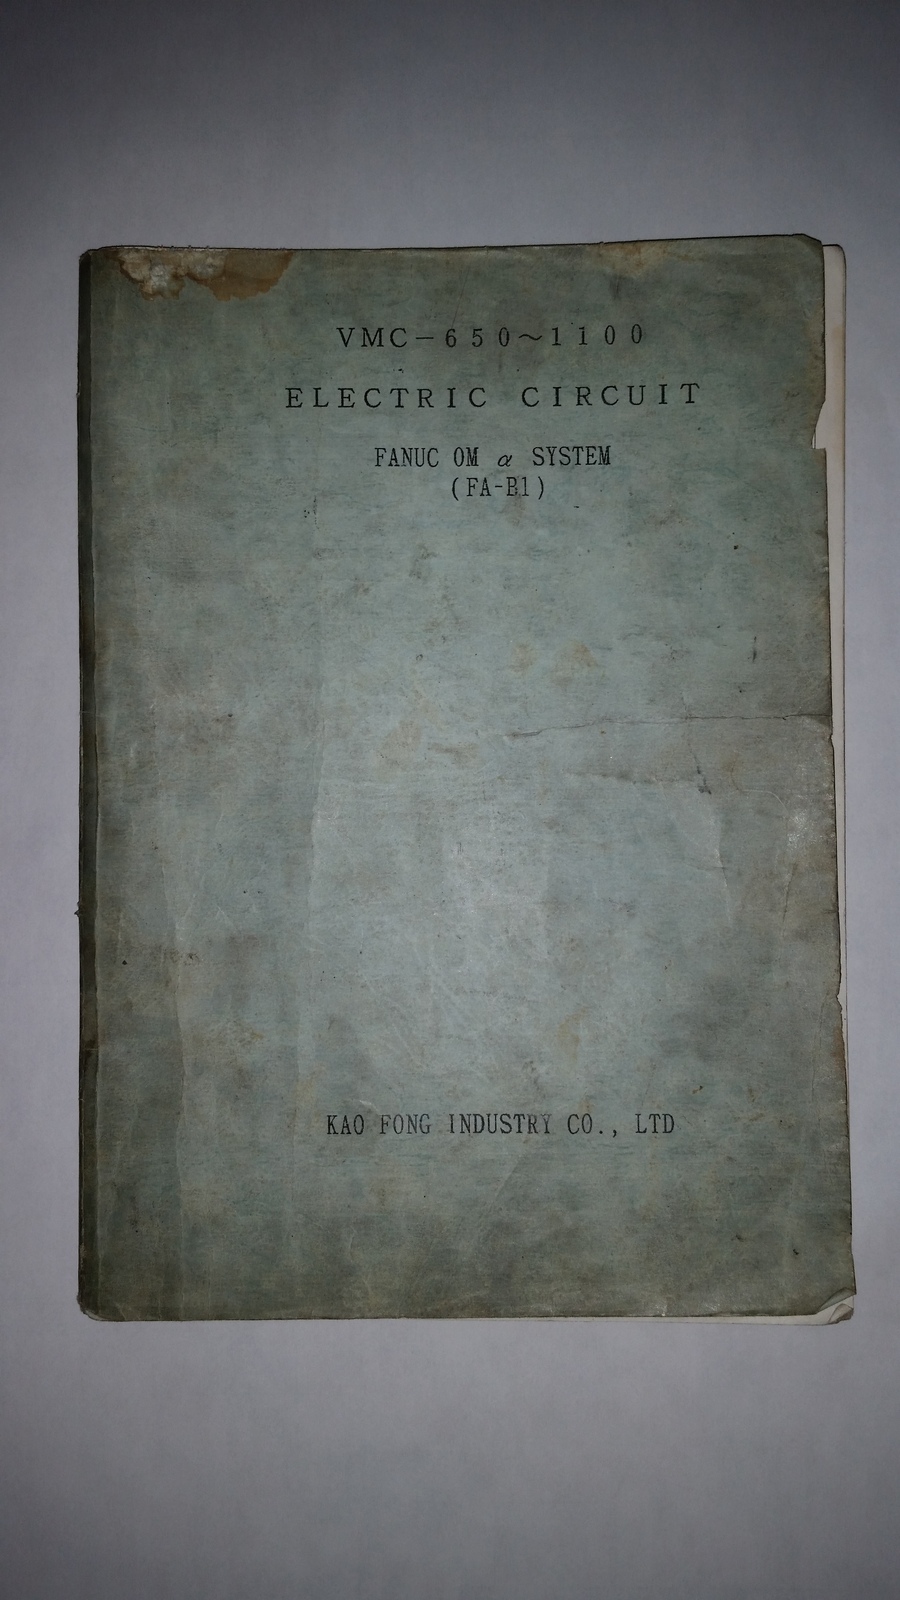 VMC-650~1100
ELECTRIC CIRCUIT
FANUC OM α SYSTEM
(FA-B1)
KAO FONG INDUSTRY CO., LTD